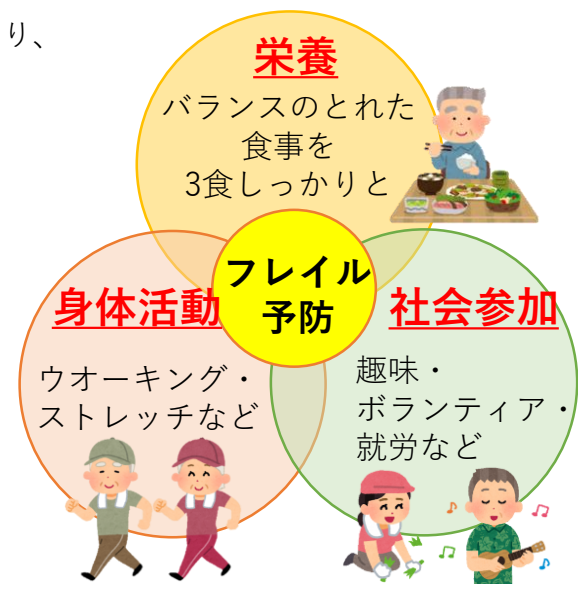 り、
栄養
バランスのとれた
食事を
3食しっかりと
フレイル
予防
身体活動
ウオーキング・
ストレッチなど
社会参加
趣味・
ボランティア・
就労など